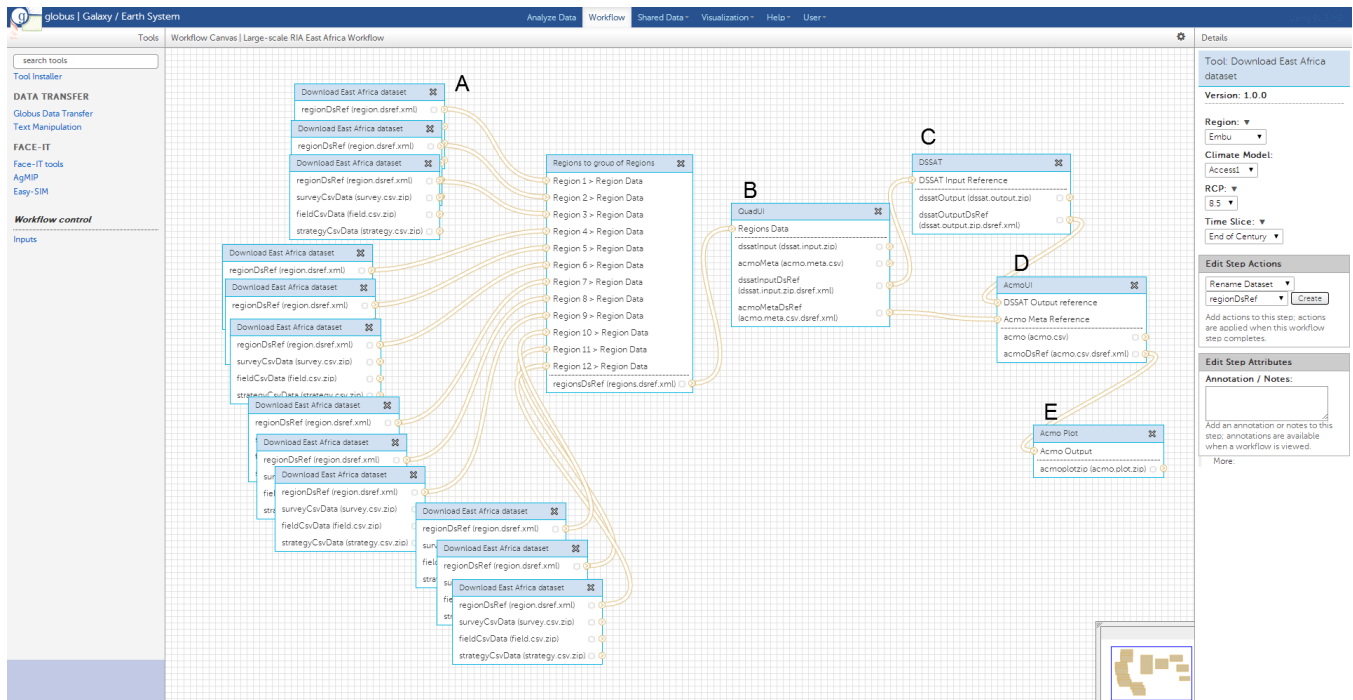 globus | Galaxy / Earth System
Analyze Data Workflow Shared Data Visualization Help User
Tools
Workflow Canvas | Large-scale RIA East Africa Workflow
Details
search tools
Tool Installer
DATA TRANSFER
Globus Data Transfer
Text Manipulation
FACE-IT
Face-IT tools
AgMIP
Easy-SIM
Workflow control
Inputs
A
Download East Africa dataset
regionDsRef (region.dsref.xml)
Download East Africa dataset
regionDsRef (region.dsref.xml)
Download East Africa dataset
regionDsRef (region.dsref.xml)
surveyCsvData (survey.csv.zip)
fieldCsvData (field.csv.zip)
strategyCsvData (strategy.csv.zip)
Download East Africa dataset
regionDsRef (region.dsref.xml)
Download East Africa dataset
regionDsRef (region.dsref.xml)
Download East Africa dataset
regionDsRef (region.dsref.xml)
surveyCsvData (survey.csv.zip)
fieldCsvData (field.csv.zip)
strategyCsvData (strategy.csv.zip)
Download East Africa dataset
regionDsRef (region.dsref.xml)
Download East Africa dataset
regionDsRef (region.dsref.xml)
Download East Africa dataset
regionDsRef (region.dsref.xml)
surveyCsvData (survey.csv.zip)
fieldCsvData (field.csv.zip)
strategyCsvData (strategy.csv.zip)
Download East Africa dataset
regionDsRef (region.dsref.xml)
Download East Africa dataset
regionDsRef (region.dsref.xml)
Download East Africa dataset
regionDsRef (region.dsref.xml)
surveyCsvData (survey.csv.zip)
fieldCsvData (field.csv.zip)
strategyCsvData (strategy.csv.zip)
Regions to group of Regions
Region 1 > Region Data
Region 2 > Region Data
Region 3 > Region Data
Region 4 > Region Data
Region 5 > Region Data
Region 6 > Region Data
Region 7 > Region Data
Region 8 > Region Data
Region 9 > Region Data
Region 10 > Region Data
Region 11 > Region Data
Region 12 > Region Data
regionsDsRef (regions.dsref.xml)
B
QuadUI
Regions Data
dssatInput (dssat.input.zip)
acmoMeta (acmo.meta.csv)
dssatInputDsRef
(dssat.input.zip.dsref.xml)
acmoMetaDsRef
(acmo.meta.csv.dsref.xml)
C
DSSAT
DSSAT Input Reference
dssatOutput (dssat.output.zip)
dssatOutputDsRef
(dssat.output.zip.dsref.xml)
D
AcmoUI
DSSAT Output reference
Acmo Meta Reference
acmo (acmo.csv)
acmoDsRef (acmo.csv.dsref.xml)
E
Acmo Plot
Acmo Output
acmoplotzip (acmo.plot.zip)
Tool: Download East Africa
dataset
Version: 1.0.0
Region:
Embu
Climate Model:
Access1
RCP:
8.5
Time Slice:
End of Century
Edit Step Actions
Rename Dataset
regionDsRef Create
Add actions to this step; actions
are applied when this workflow
step completes.
Edit Step Attributes
Annotation / Notes:
Add an annotation or notes to this
step; annotations are available
when a workflow is viewed.
More: